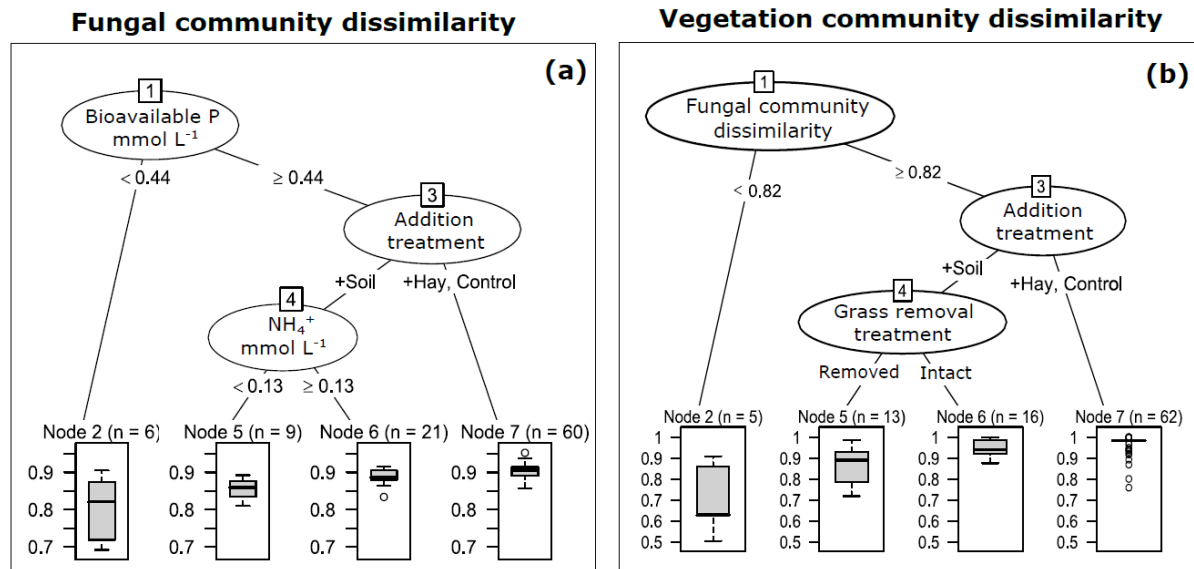 Fungal community dissimilarity
(a)
1
Bioavailable P
mmol L⁻¹
< 0.44
≥ 0.44
3
Addition
treatment
+Soil
+Hay, Control
4
NH₄⁺
mmol L⁻¹
< 0.13
≥ 0.13
Node 2 (n = 6)
Node 5 (n = 9)
Node 6 (n = 21)
Node 7 (n = 60)
0.9
0.8
0.7
0.9
0.8
0.7
0.9
0.8
0.7
0.9
0.8
0.7
Vegetation community dissimilarity
(b)
1
Fungal community
dissimilarity
< 0.82
≥ 0.82
3
Addition
treatment
+Soil
+Hay, Control
4
Grass removal
treatment
Removed
Intact
Node 2 (n = 5)
Node 5 (n = 13)
Node 6 (n = 16)
Node 7 (n = 62)
1
0.9
0.8
0.7
0.6
0.5
1
0.9
0.8
0.7
0.6
0.5
1
0.9
0.8
0.7
0.6
0.5
1
0.9
0.8
0.7
0.6
0.5